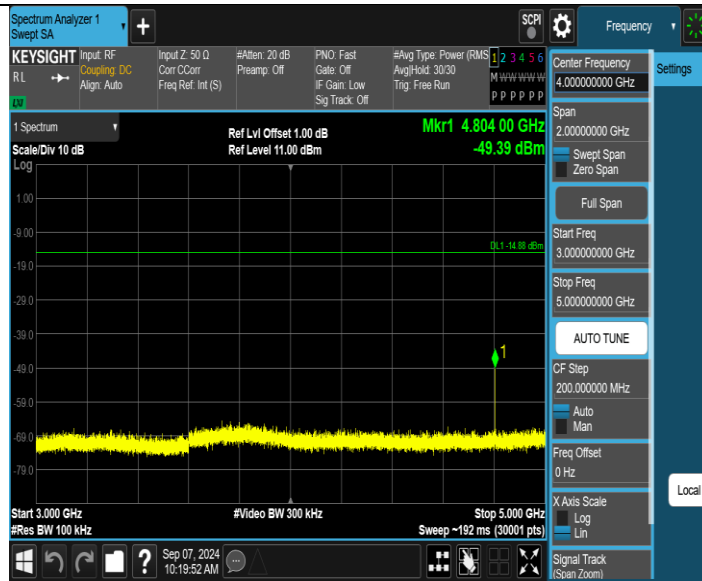 Spectrum Analyzer 1
Swept SA
+
SCPI
Frequency
KEYSIGHT
RL
LXI
Input: RF
Coupling: DC
Align: Auto
Input Z: 50 Ω
Corr CCorr
Freq Ref: Int (S)
#Atten: 20 dB
Preamp: Off
PNO: Fast
Gate: Off
IF Gain: Low
Sig Track: Off
#Avg Type: Power (RMS
Avg|Hold: 30/30
Trig: Free Run
1 2 3 4 5 6
M W W W W W
P P P P P P
1 Spectrum
Scale/Div 10 dB
Log
Ref Lvl Offset 1.00 dB
Ref Level 11.00 dBm
Mkr1 4.804 00 GHz
-49.39 dBm
1.00
-9.00
DL1 -14.88 dBm
-19.0
-29.0
-39.0
1
-49.0
-59.0
-69.0
-79.0
Start 3.000 GHz
#Video BW 300 kHz
Stop 5.000 GHz
#Res BW 100 kHz
Sweep ~192 ms (30001 pts)
?
Sep 07, 2024
10:19:52 AM
Center Frequency
4.000000000 GHz
Span
2.00000000 GHz
Swept Span
Zero Span
Full Span
Start Freq
3.000000000 GHz
Stop Freq
5.000000000 GHz
AUTO TUNE
CF Step
200.000000 MHz
Auto
Man
Freq Offset
0 Hz
X Axis Scale
Log
Lin
Signal Track
(Span Zoom)
Settings
Local